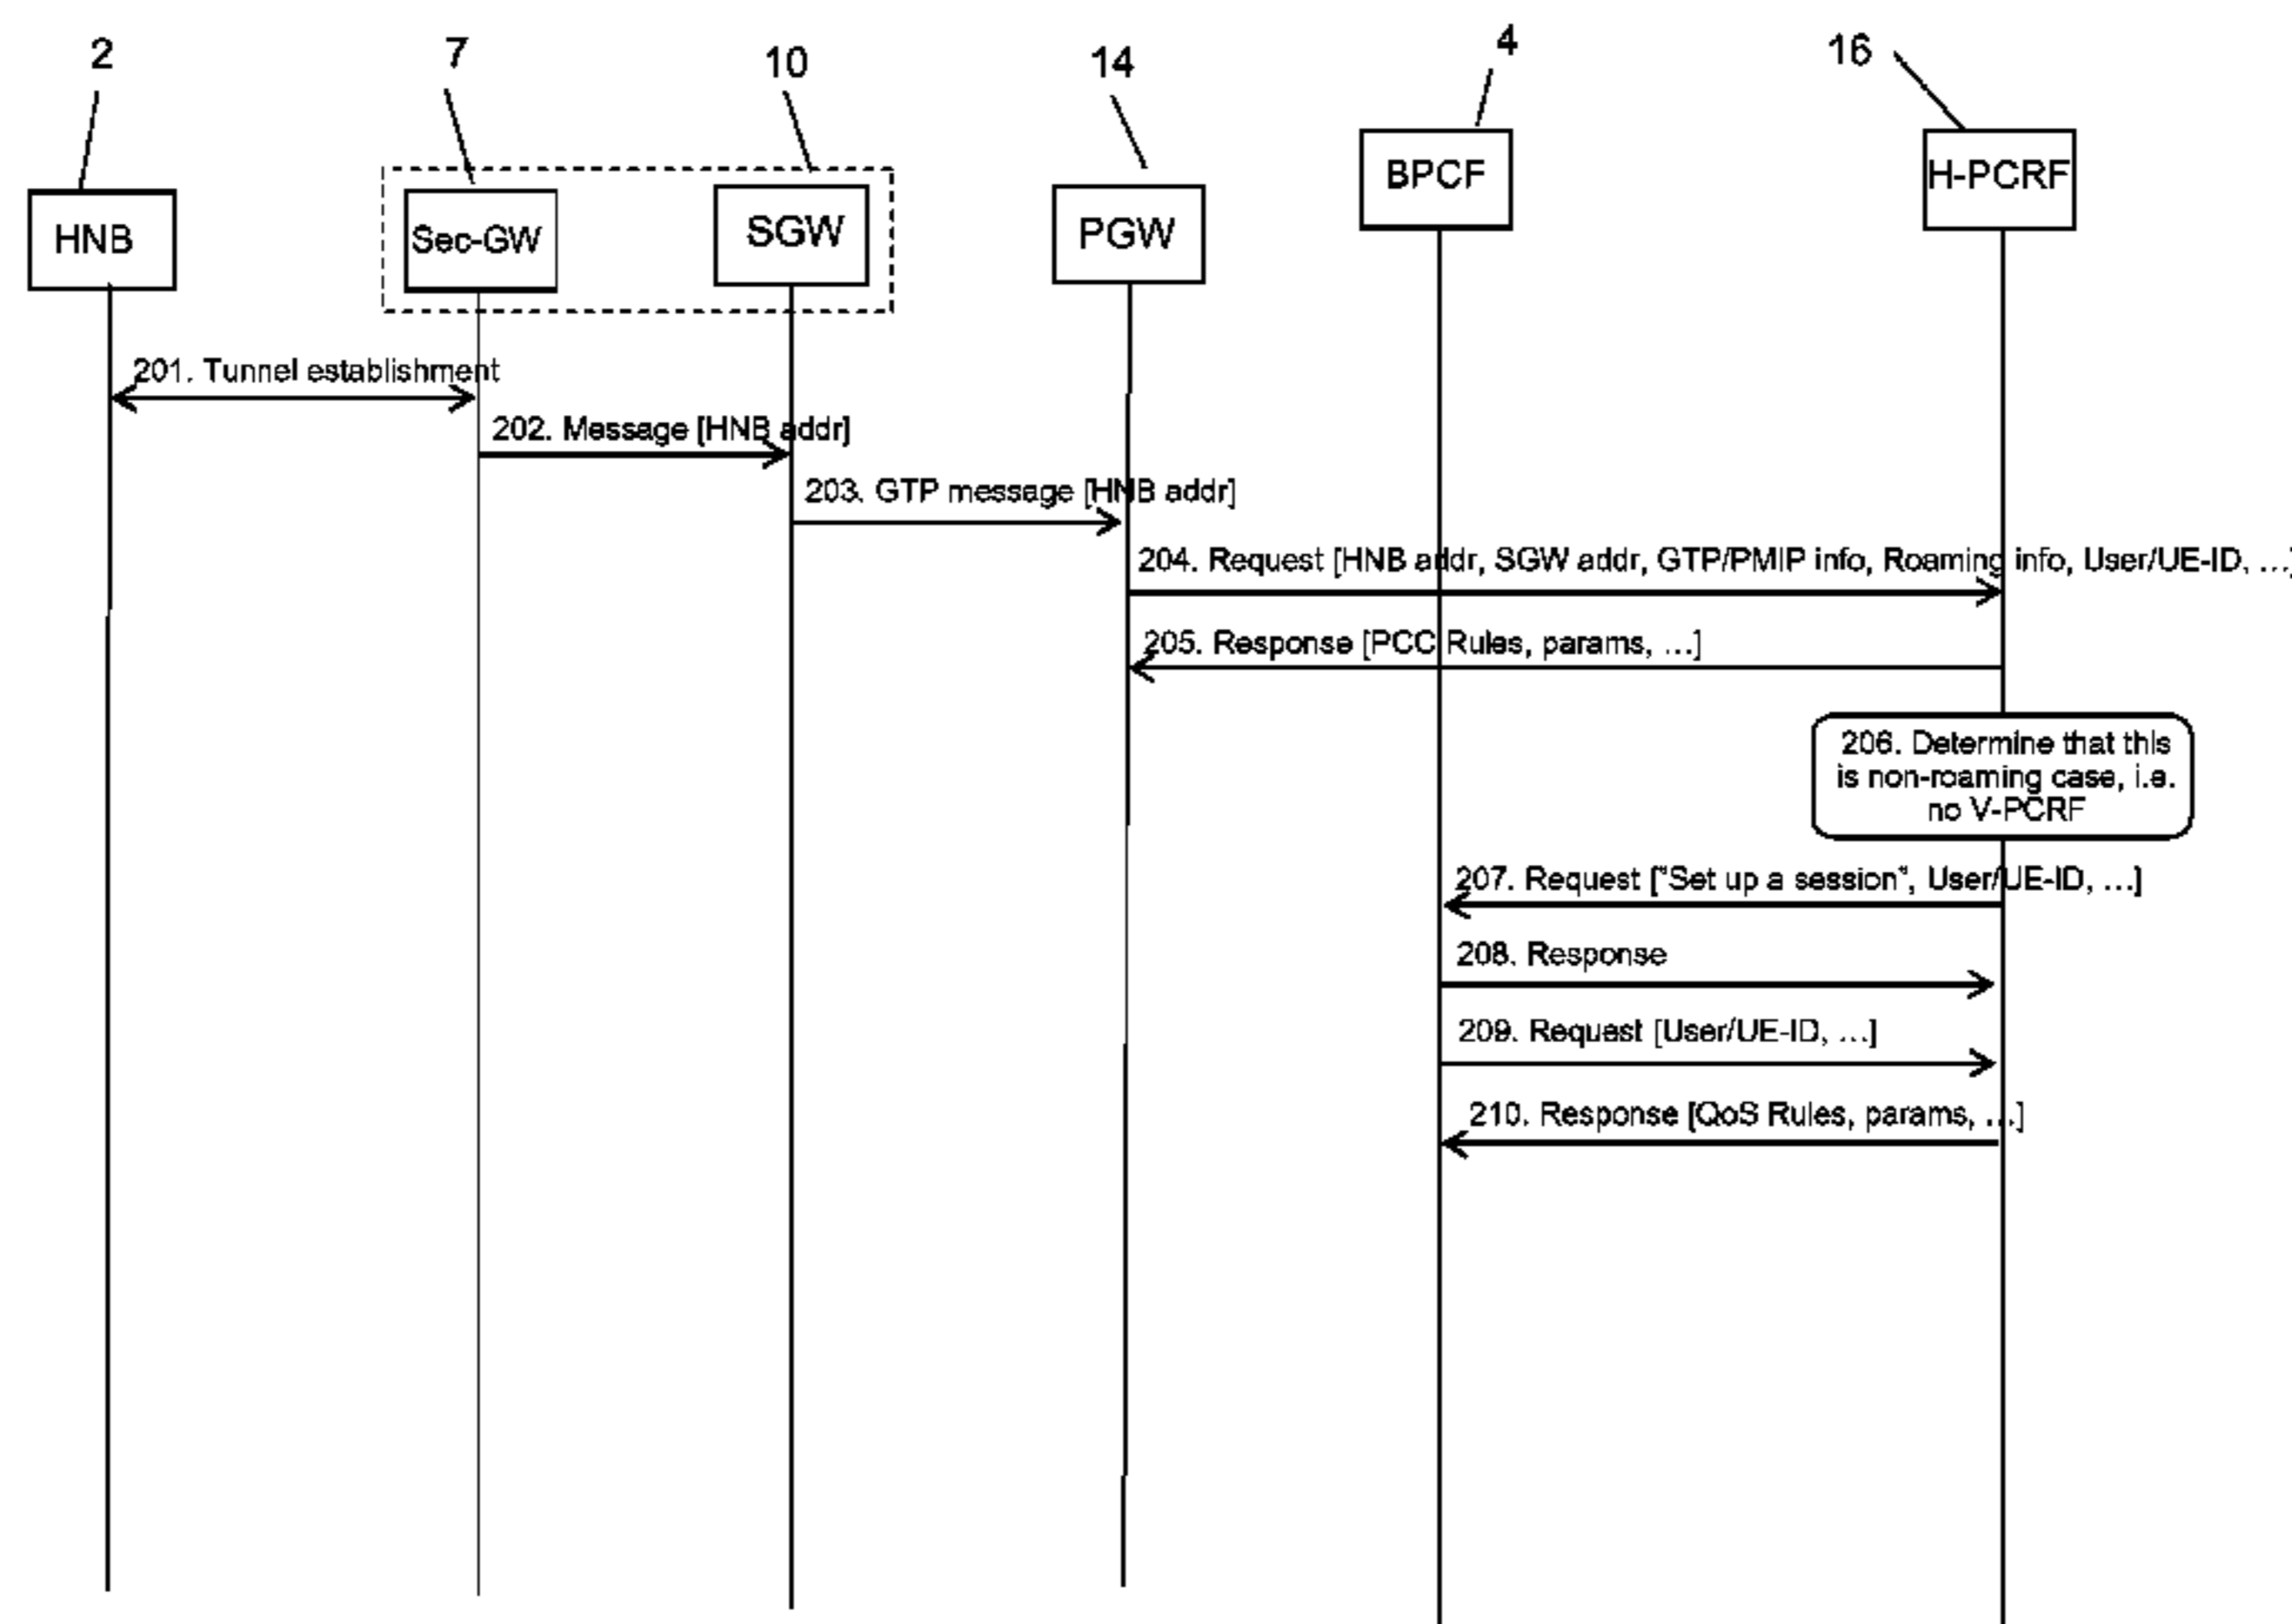 2
7
10
14
4
16
HNB
Sec-GW
SGW
PGW
BPCF
H-PCRF
201. Tunnel establishment
202. Message [HNB addr]
203. GTP message [HNB addr]
204. Request [HNB addr, SGW addr, GTP/PMIP info, Roaming info, User/UE-ID, ...]
205. Response [PCC Rules, params, ...]
206. Determine that this
is non-roaming case, i.e.
no V-PCRF
207. Request ["Set up a session", User/UE-ID, ...]
208. Response
209. Request [User/UE-ID, ...]
210. Response [QoS Rules, params, ...]